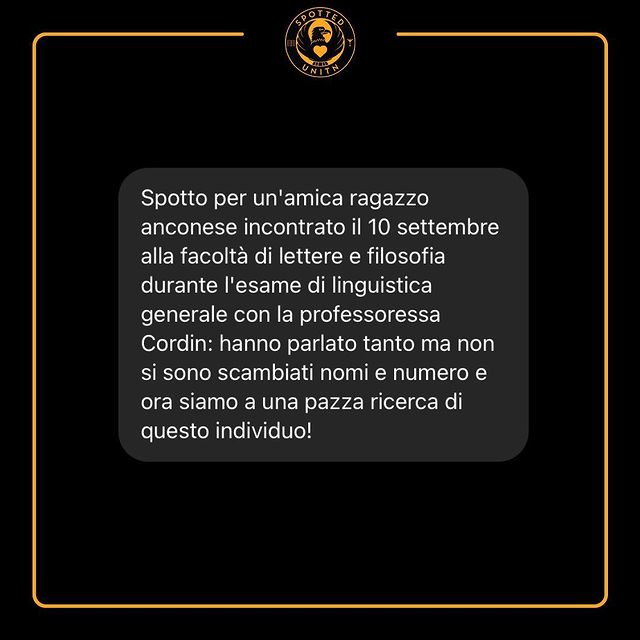 SPOTTED
UNITN
Spotto per un'amica ragazzo
anconese incontrato il 10 settembre
alla facoltà di lettere e filosofia
durante l'esame di linguistica
generale con la professoressa
Cordin: hanno parlato tanto ma non
si sono scambiati nomi e numero e
ora siamo a una pazza ricerca di
questo individuo!